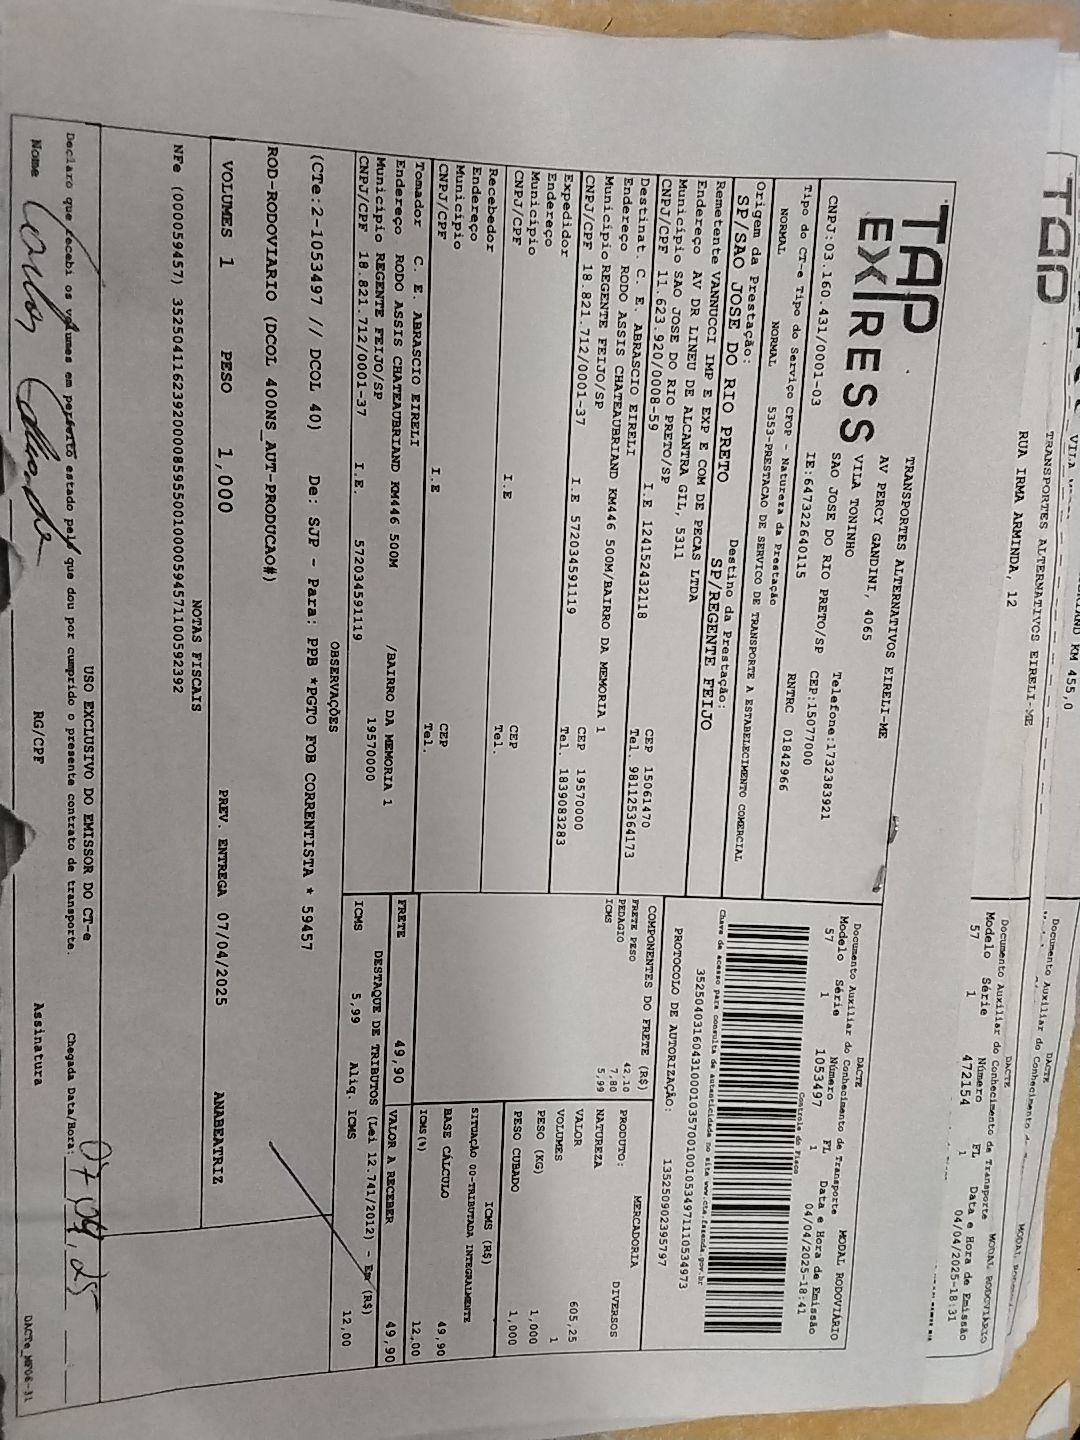 TAP
VILA
KM 455,0
TRANSPORTES ALTERNATIVOS EIRELI-ME
RUA IRMA ARMINDA, 12
DACTE
Documento Auxiliar do Conhecimento de Transporte
MODAL RODOVIÁRIO
Modelo Série Número FL Data e Hora de Emissão
57 1 472154 1 04/04/2025-18:31
TAP
EXPRESS
TRANSPORTES ALTERNATIVOS EIRELI-ME
AV PERCY GANDINI, 4065
VILA TONINHO
SAO JOSE DO RIO PRETO/SP
Telefone:1732383921
CEP:15077000
CNPJ:03.160.431/0001-03
IE:647322640115
RNTRC 01842966
DACTE
Documento Auxiliar do Conhecimento de Transporte
MODAL RODOVIÁRIO
Modelo Série Número FL Data e Hora de Emissão
57 1 1053497 1 04/04/2025-18:41
Controle do Fisco
Chave de acesso para consulta de autenticidade no site www.cte.fazenda.gov.br
PROTOCOLO DE AUTORIZAÇÃO: 135250902395797
Tipo do CT-e Tipo do Serviço CFOP - Natureza da Prestação
NORMAL NORMAL 5353-PRESTACAO DE SERVICO DE TRANSPORTE A ESTABELECIMENTO COMERCIAL
Origem da Prestação: Destino da Prestação:
SP/SAO JOSE DO RIO PRETO SP/REGENTE FEIJO
Remetente VANNUCCI IMP E EXP E COM DE PECAS LTDA
Endereço AV DR LINEU DE ALCANTRA GIL, 5311
Município SAO JOSE DO RIO PRETO/SP CEP 15061470
CNPJ/CPF 11.623.920/0008-59 I.E 124152432118 Tel. 981125364173
Destinat. C. E. ABRASCIO EIRELI
Endereço RODO ASSIS CHATEAUBRIAND KM446 500M/BAIRRO DA MEMORIA 1
Município REGENTE FEIJO/SP CEP 19570000
CNPJ/CPF 18.821.712/0001-37 I.E 572034591119 Tel. 1839083283
Expedidor
Endereço
Município CEP
CNPJ/CPF I.E Tel.
Recebedor
Endereço
Município CEP
CNPJ/CPF I.E Tel.
Tomador C. E. ABRASCIO EIRELI
Endereço RODO ASSIS CHATEAUBRIAND KM446 500M /BAIRRO DA MEMORIA 1
Município REGENTE FEIJO/SP 19570000
CNPJ/CPF 18.821.712/0001-37 I.E. 572034591119
COMPONENTES DO FRETE (R$)
FRETE PESO 42,10
PEDAGIO 7,80
ICMS 5,99
PRODUTO: MERCADORIA
NATUREZA DIVERSOS
VALOR 605,25
VOLUMES 1
PESO (KG) 1,000
PESO CUBADO 1,000
ICMS (R$)
SITUAÇÃO 00-TRIBUTADA INTEGRALMENTE
BASE CÁLCULO 49,90
ICMS(%) 12,00
FRETE 49,90 VALOR A RECEBER 49,90
DESTAQUE DE TRIBUTOS (Lei 12.741/2012) - Em (R$)
ICMS 5,99 Aliq. ICMS 12,00
OBSERVAÇÕES
(CTe:2-1053497 // DCOL 40) De: SJP - Para: PPB *PGTO FOB CORRENTISTA * 59457
ROD-RODOVIARIO (DCOL 400NS_AUT-PRODUCAO#)
VOLUMES 1 PESO 1,000 PREV. ENTREGA 07/04/2025 ANABEATRIZ
NOTAS FISCAIS
NFe (000059457) 35250411623920000859550010000594571100592392
USO EXCLUSIVO DO EMISSOR DO CT-e
Declaro que recebi os volumes em perfeito estado pelo que dou por cumprido o presente contrato de transporte. Chegada Data/Hora: 07 04, 25
Nome Carlos Eduardo RG/CPF Assinatura
DACTe_MF06-31